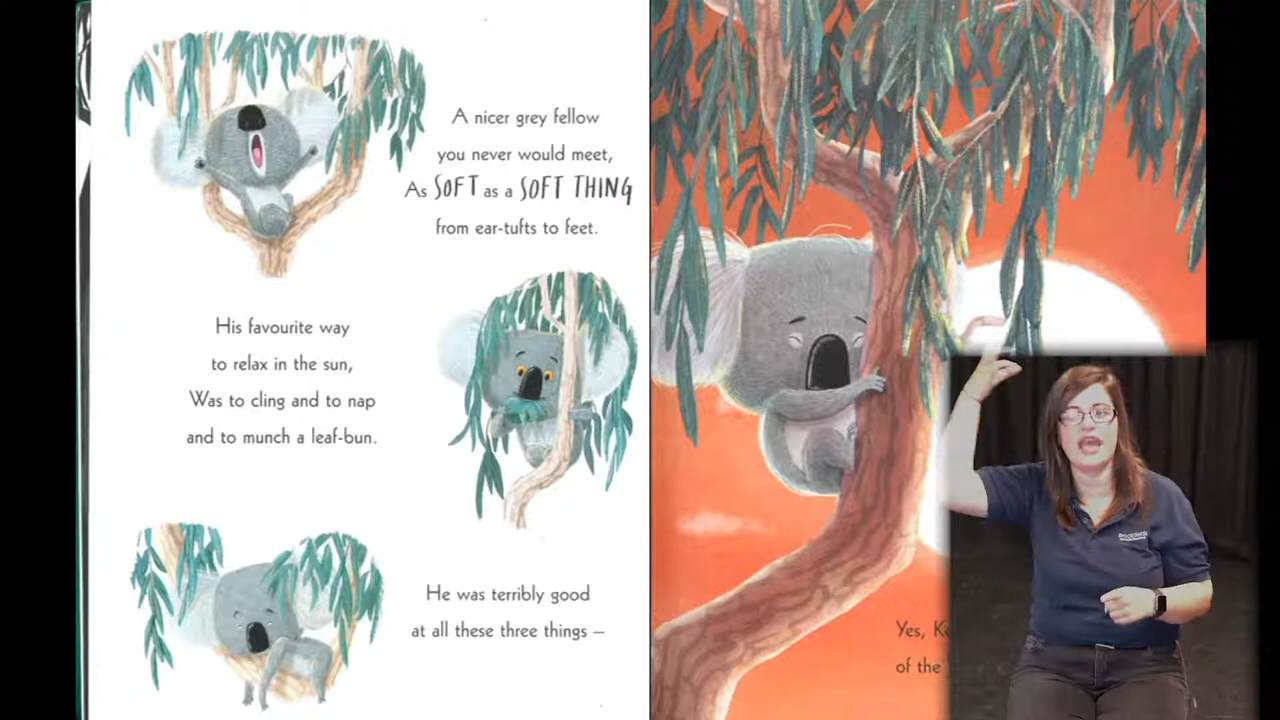 A nicer grey fellow
you never would meet,
As SOFT as a SOFT THING
from ear-tufts to feet.
His favourite way
to relax in the sun,
Was to cling and to nap
and to munch a leaf-bun.
He was terribly good
at all these three things –
Yes,
of the